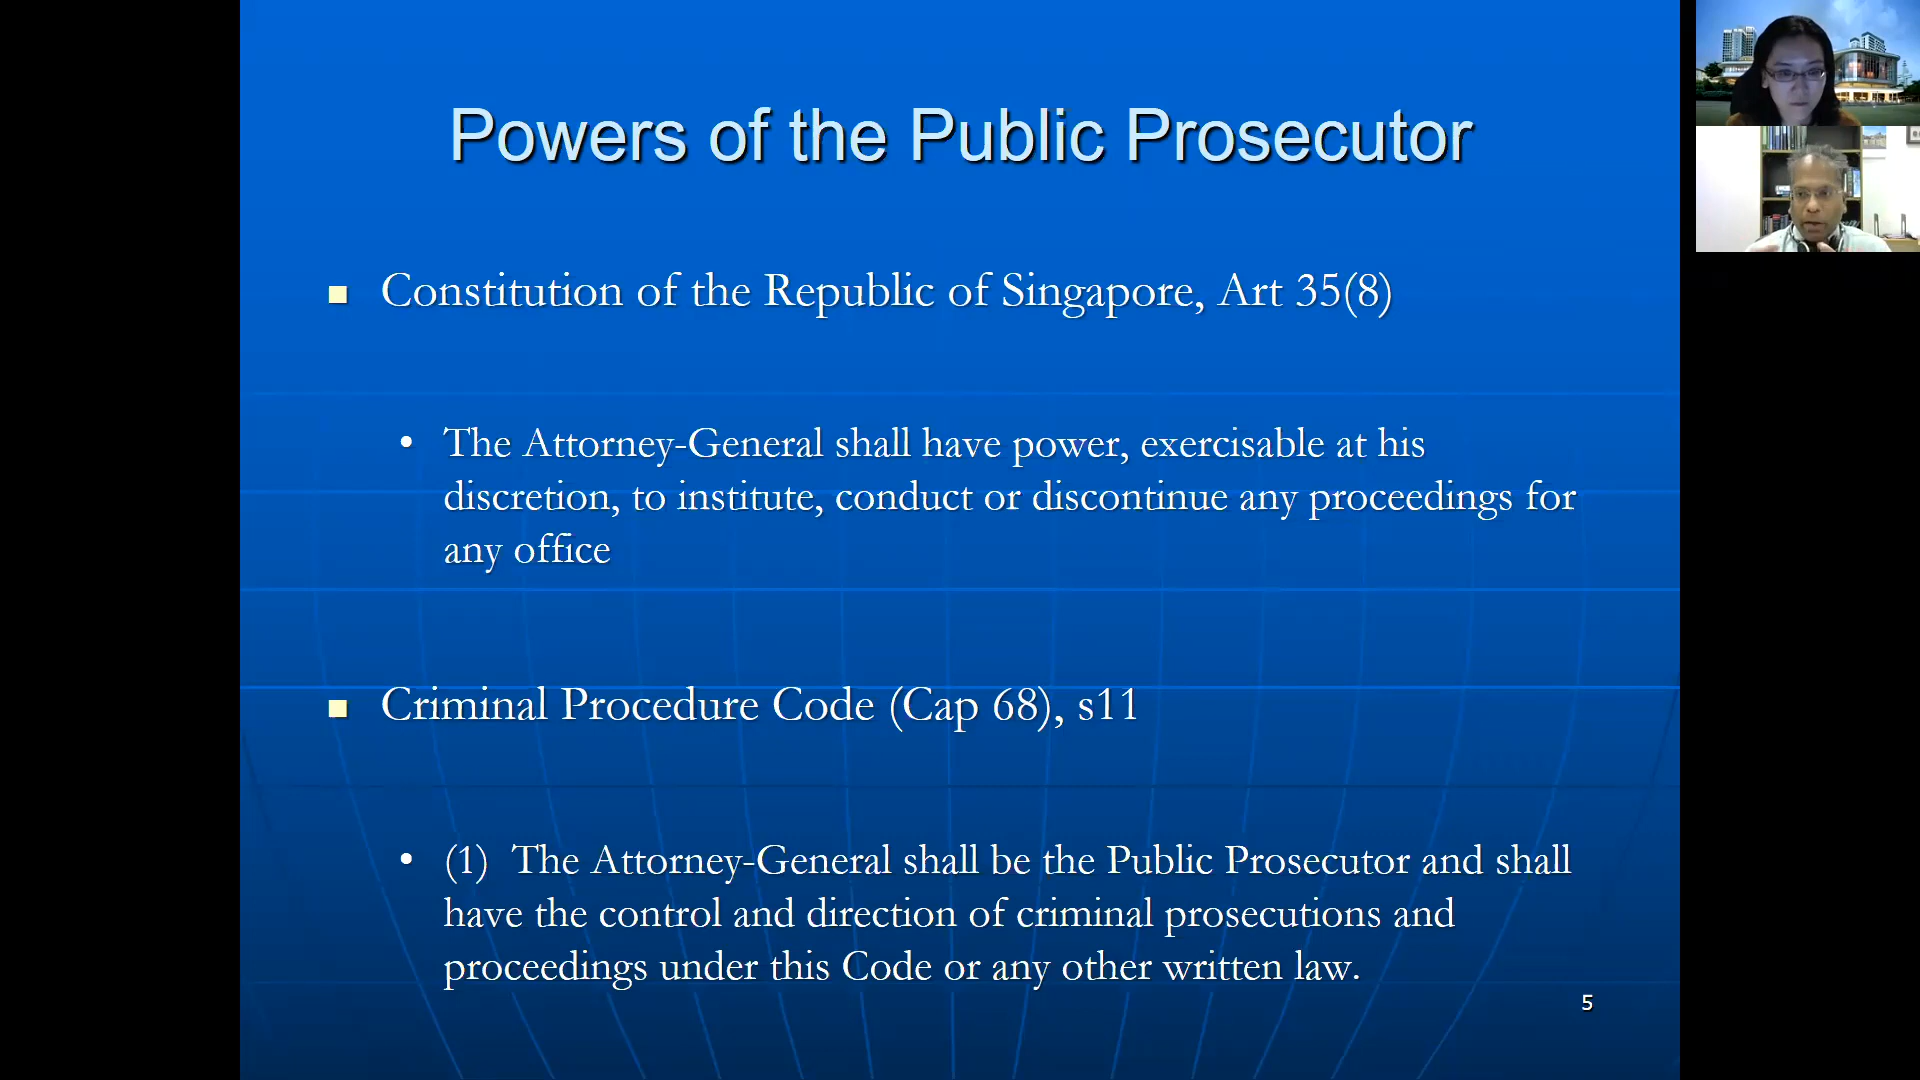 Powers of the Public Prosecutor
■ Constitution of the Republic of Singapore, Art 35(8)
• The Attorney-General shall have power, exercisable at his
discretion, to institute, conduct or discontinue any proceedings for
any office
■ Criminal Procedure Code (Cap 68), s11
• (1) The Attorney-General shall be the Public Prosecutor and shall
have the control and direction of criminal prosecutions and
proceedings under this Code or any other written law.
5